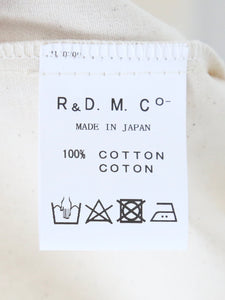 R&D.M.Co-
MADE IN JAPAN
100% COTTON
COTON